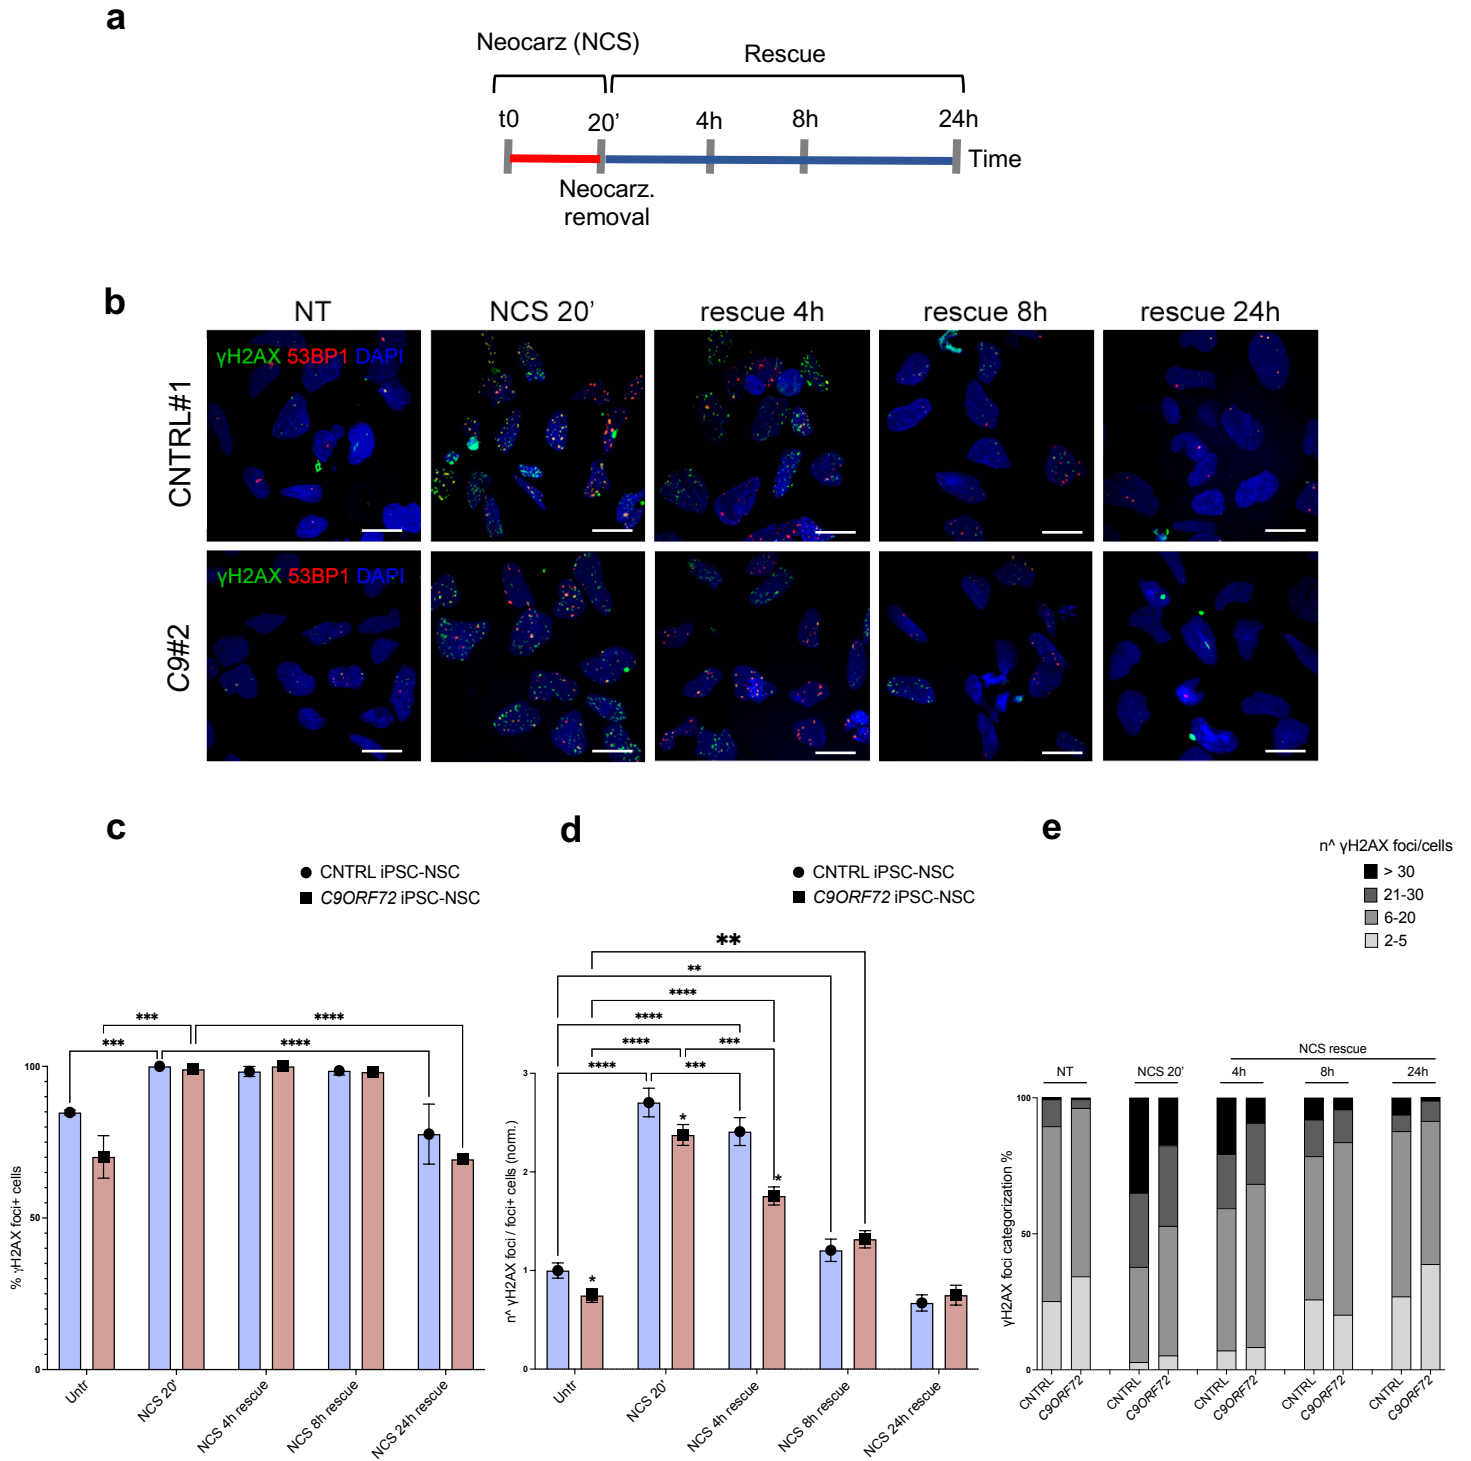 a
Neocarz (NCS)
Rescue
t0
20'
4h
8h
24h
Time
Neocarz.
removal
b
NT
NCS 20'
rescue 4h
rescue 8h
rescue 24h
CNTRL#1
γH2AX 53BP1 DAPI
C9#2
γH2AX 53BP1 DAPI
c
CNTRL iPSC-NSC
C9ORF72 iPSC-NSC
***
****
***
****
% γH2AX foci+ cells
100
50
0
Untr
NCS 20'
NCS 4h rescue
NCS 8h rescue
NCS 24h rescue
d
CNTRL iPSC-NSC
C9ORF72 iPSC-NSC
**
**
****
****
****
***
****
***
*
*
*
n^ γH2AX foci / foci+ cells (norm.)
3
2
1
0
Untr
NCS 20'
NCS 4h rescue
NCS 8h rescue
NCS 24h rescue
e
n^ γH2AX foci/cells
> 30
21-30
6-20
2-5
NCS rescue
NT
NCS 20'
4h
8h
24h
γH2AX foci categorization %
100
50
0
CNTRL
C9ORF72
CNTRL
C9ORF72
CNTRL
C9ORF72
CNTRL
C9ORF72
CNTRL
C9ORF72